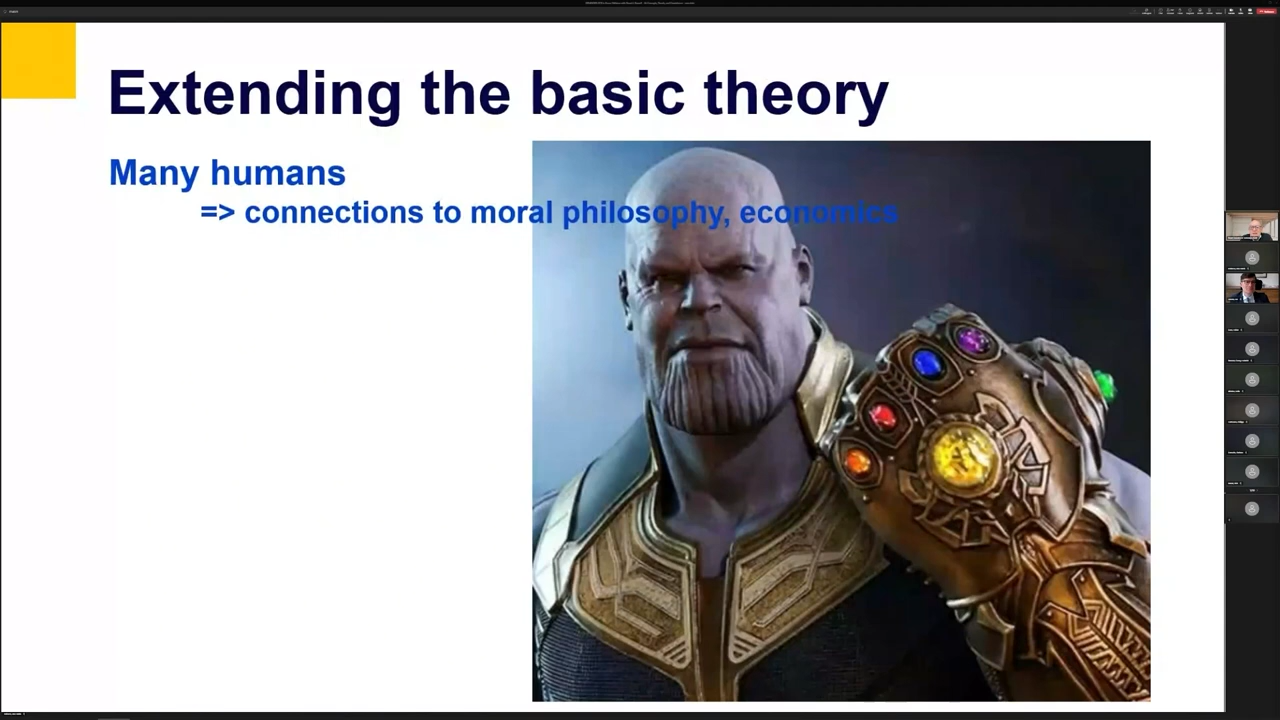 Extending the basic theory
Many humans
=> connections to moral philosophy, economics